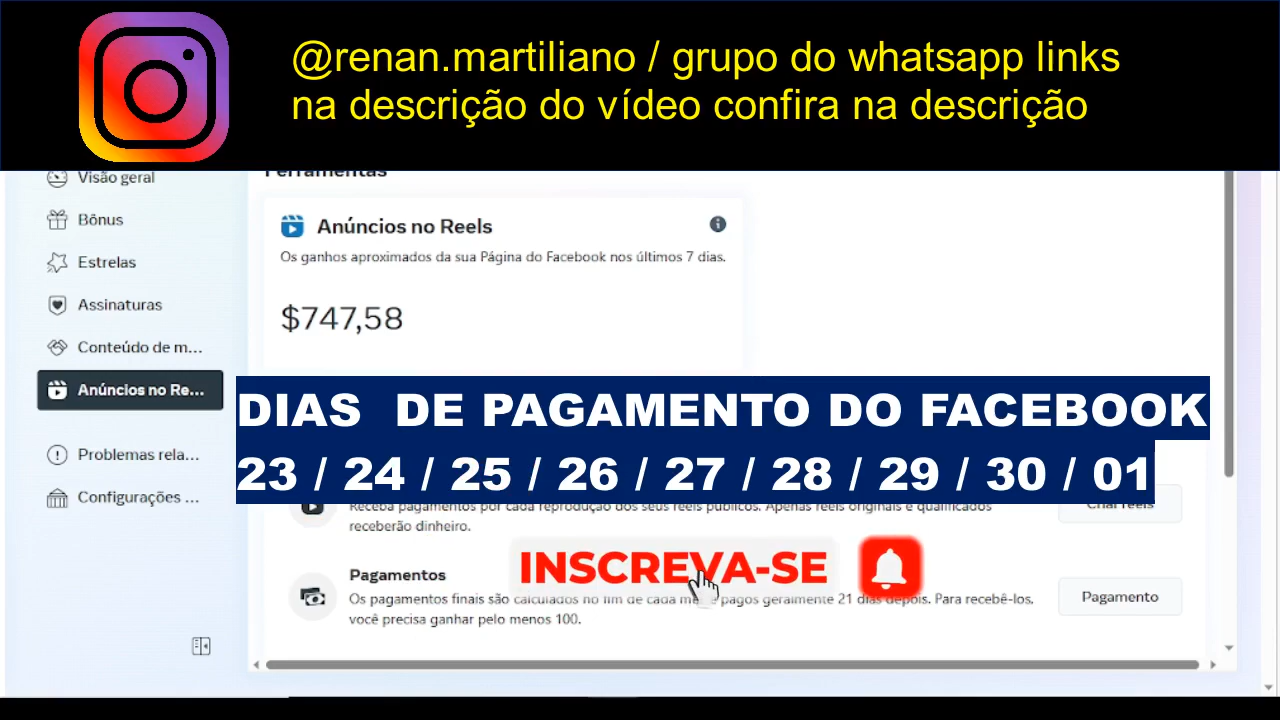 @renan.martiliano / grupo do whatsapp links
na descrição do vídeo confira na descrição
Visão geral
Ferramentas
Bônus
Estrelas
Assinaturas
Conteúdo de m...
Anúncios no Re...
Problemas rela...
Configurações ...
Anúncios no Reels
Os ganhos aproximados da sua Página do Facebook nos últimos 7 dias.
$747,58
DIAS DE PAGAMENTO DO FACEBOOK
23 / 24 / 25 / 26 / 27 / 28 / 29 / 30 / 01
Receba pagamentos por cada reprodução dos seus reels públicos. Apenas reels originais e qualificados
receberão dinheiro.
Criar reels
INSCREVA-SE
Pagamentos
Os pagamentos finais são calculados no fim de cada mês e pagos geralmente 21 dias depois. Para recebê-los,
você precisa ganhar pelo menos 100.
Pagamento